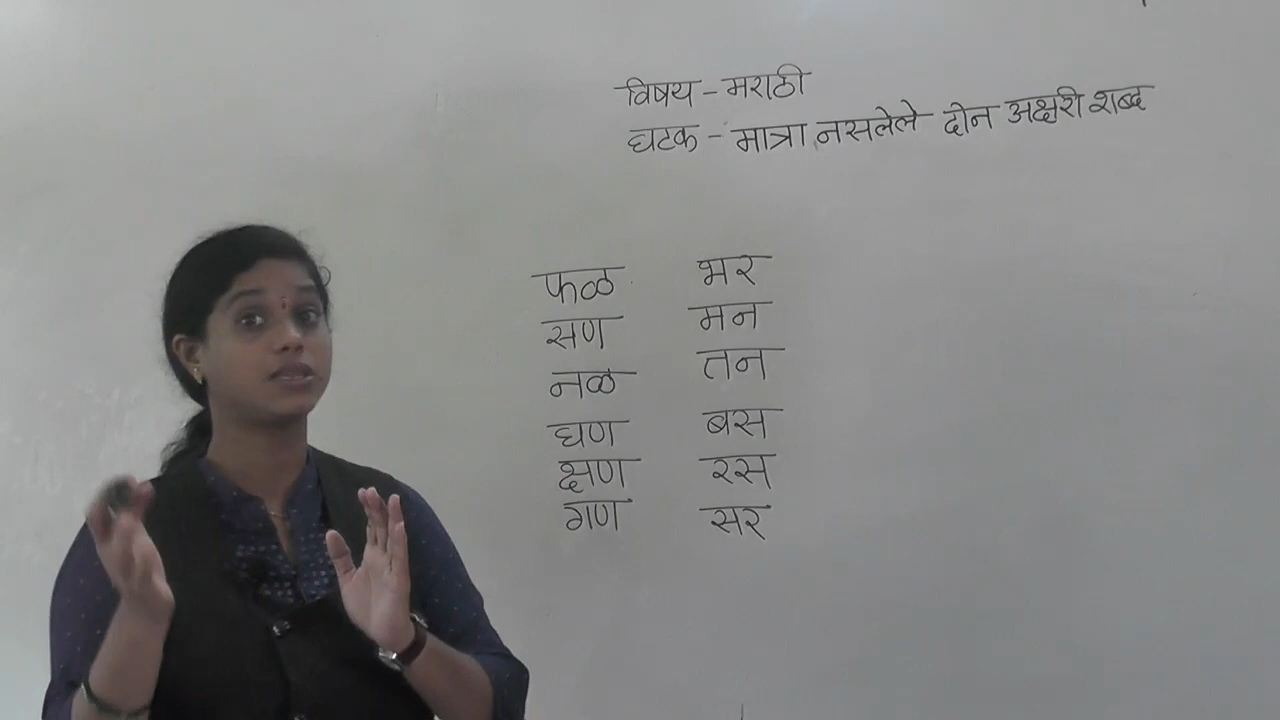 विषय - मराठी
घटक - मात्रा नसलेले दोन अक्षरी शब्द
फळ भर
सण मन
नळ तन
घण बस
क्षण रस
गण सर